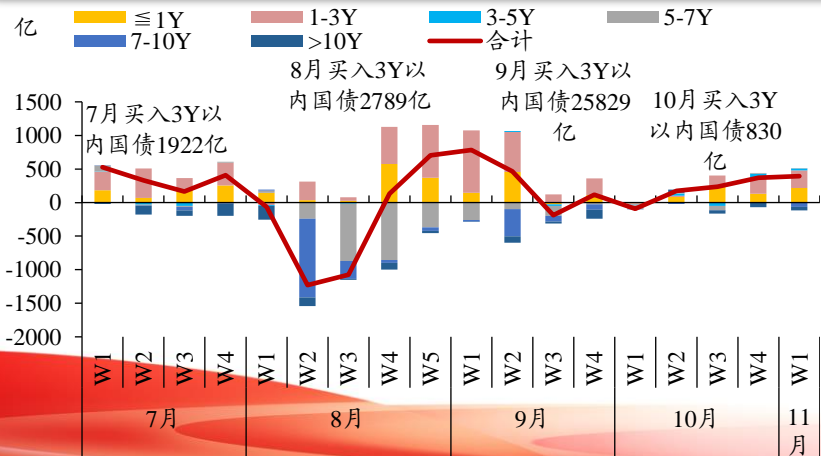 亿
≦1Y
1-3Y
3-5Y
5-7Y
7-10Y
>10Y
合计
7月买入3Y以
内国债1922亿
8月买入3Y以
内国债2789亿
9月买入3Y以
内国债25829
亿
10月买入3Y
以内国债830
亿
1500
1000
500
0
-500
-1000
-1500
-2000
W1 W2 W3 W4 W1 W2 W3 W4 W5 W1 W2 W3 W4 W1 W2 W3 W4 W1
7月 8月 9月 10月 11
月